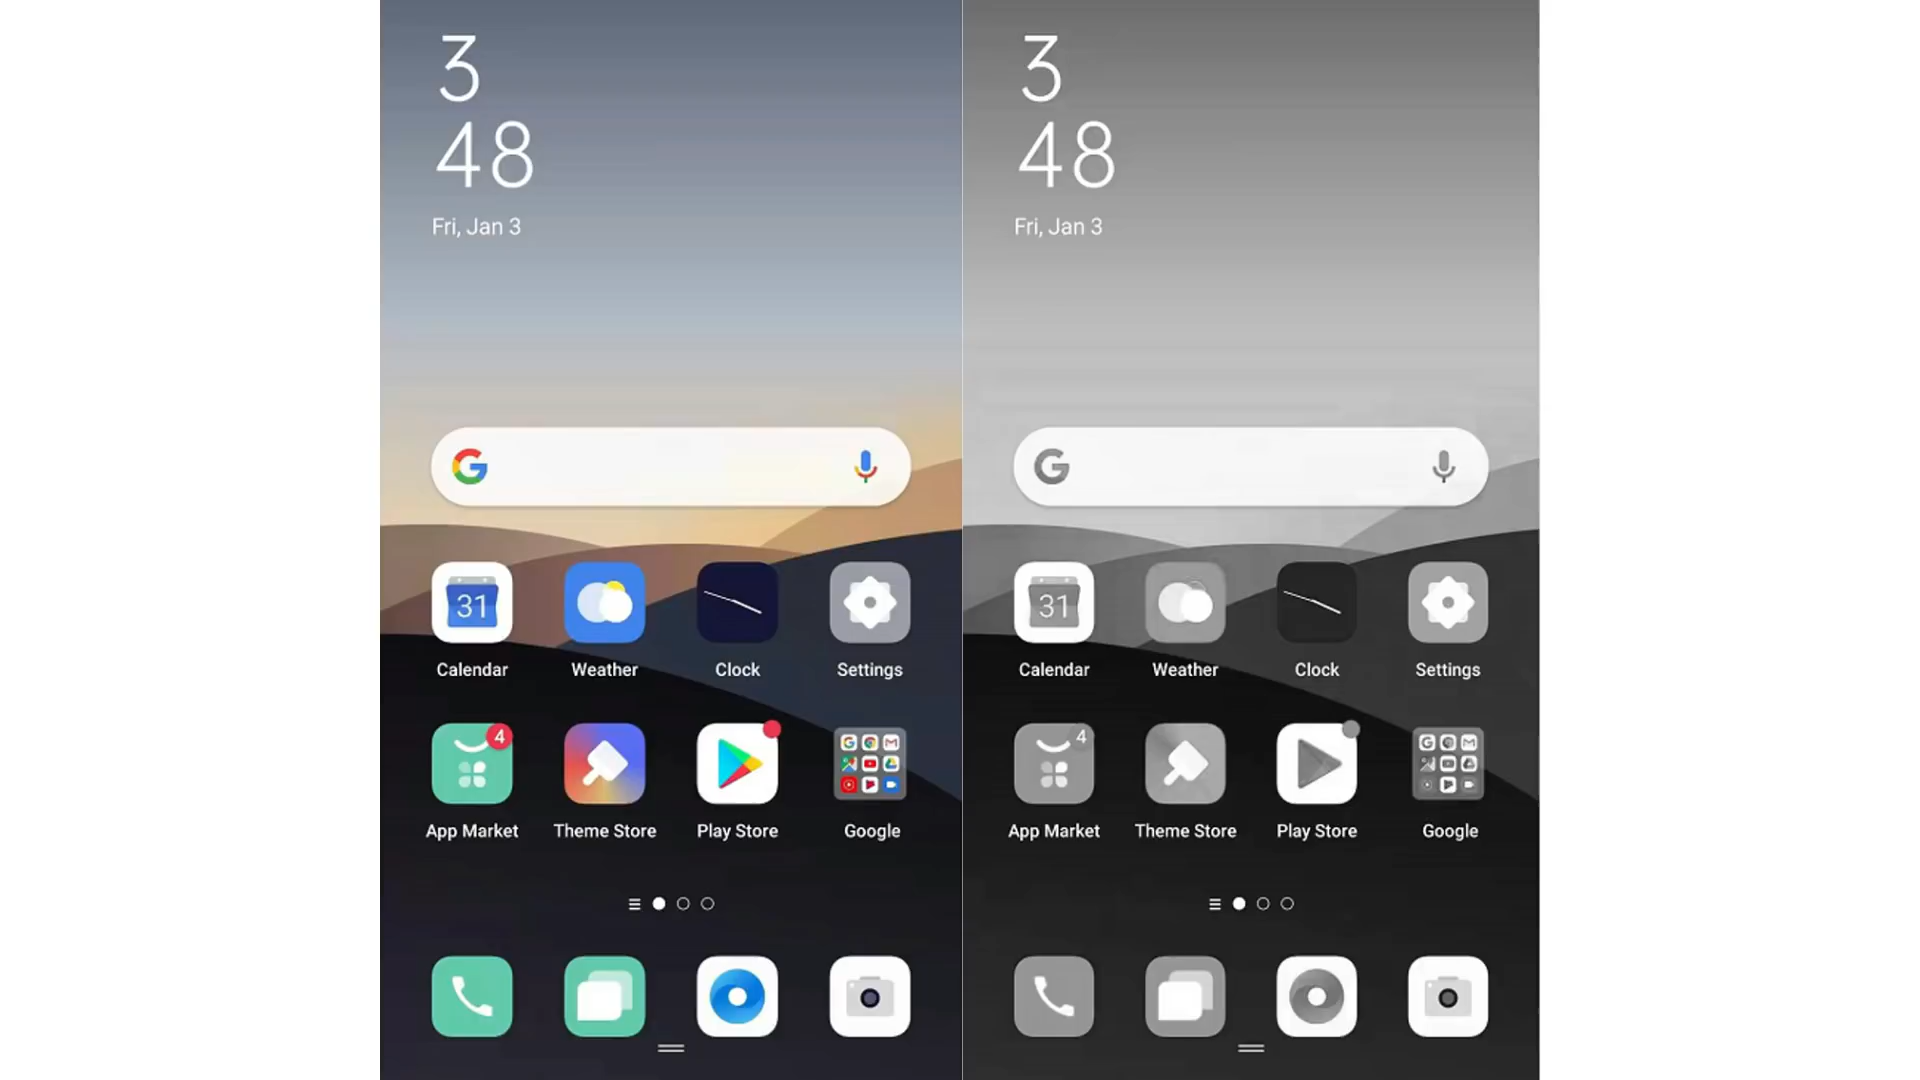 3
48
Fri, Jan 3
31
Calendar
Weather
Clock
Settings
4
App Market
Theme Store
Play Store
Google
3
48
Fri, Jan 3
31
Calendar
Weather
Clock
Settings
4
App Market
Theme Store
Play Store
Google